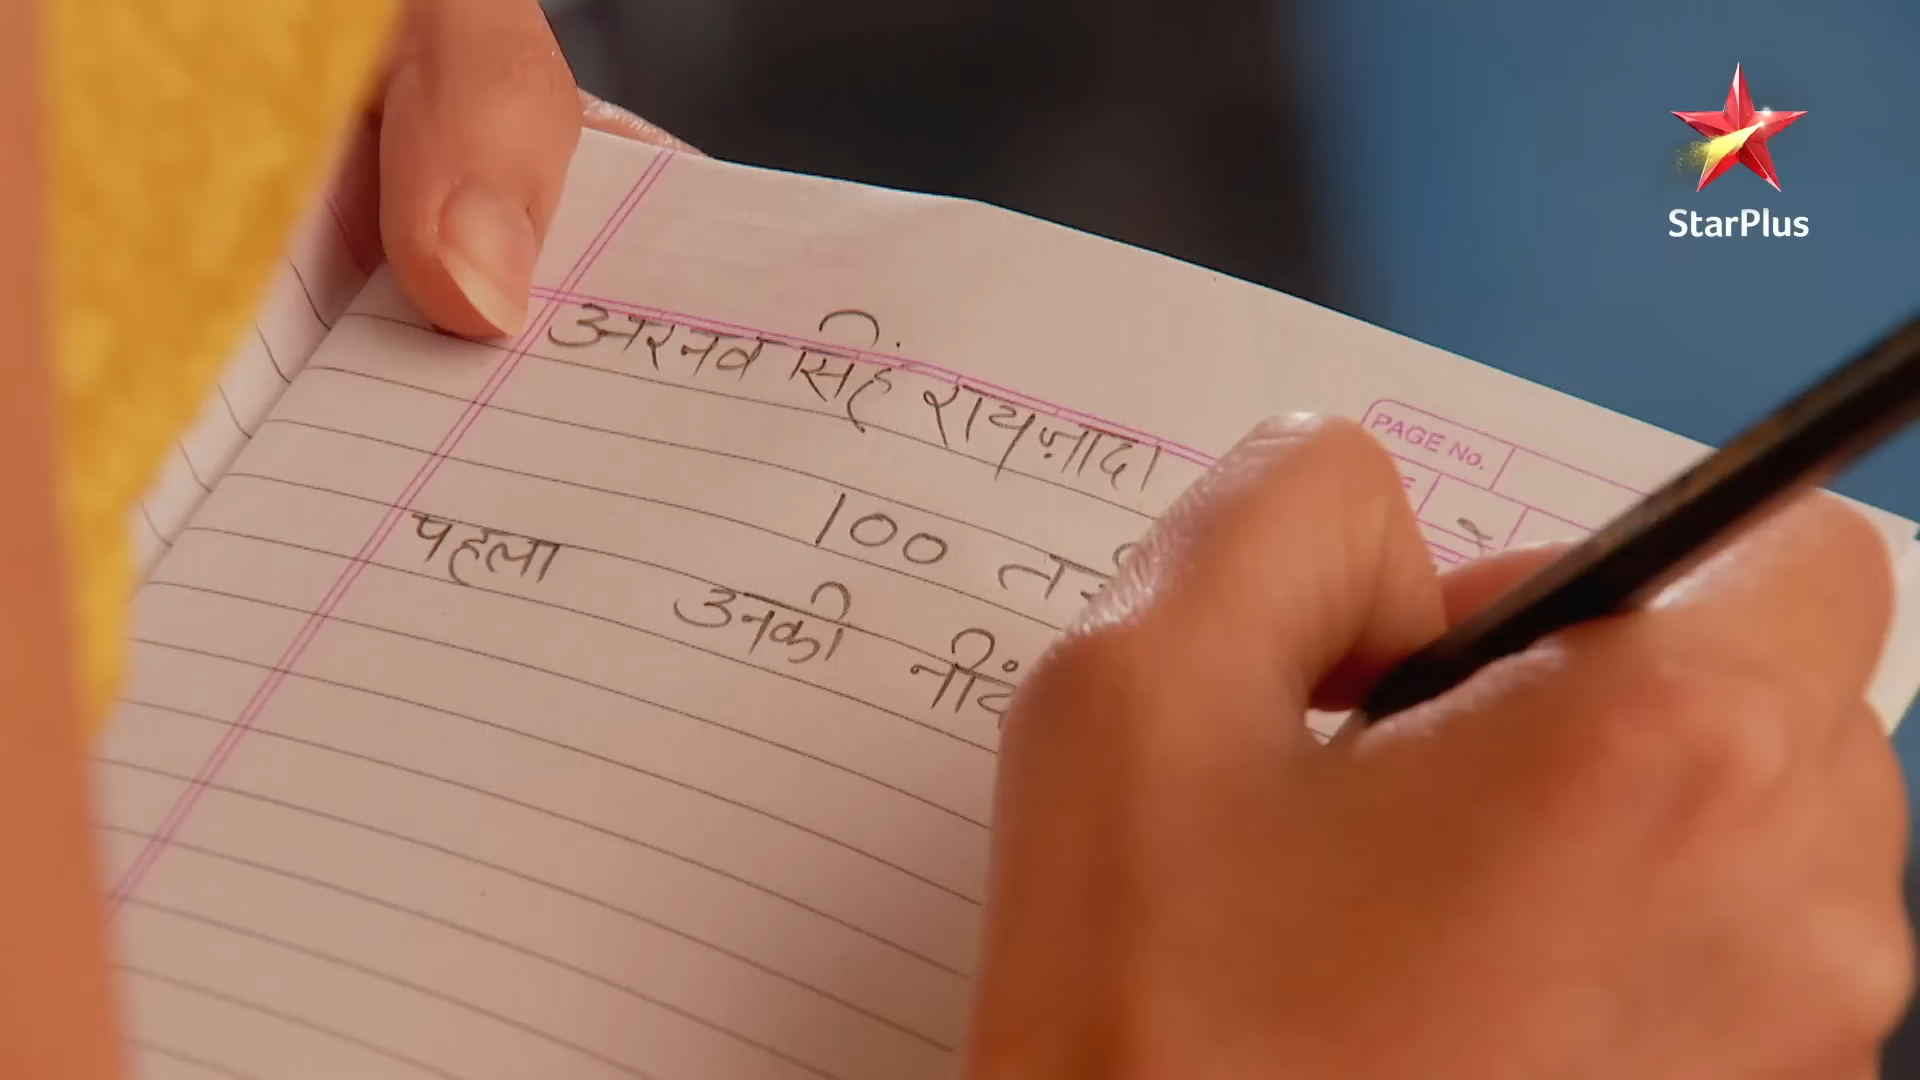 StarPlus
अरनव सिंह रायज़ादा
PAGE No.
100
पहला उनकी